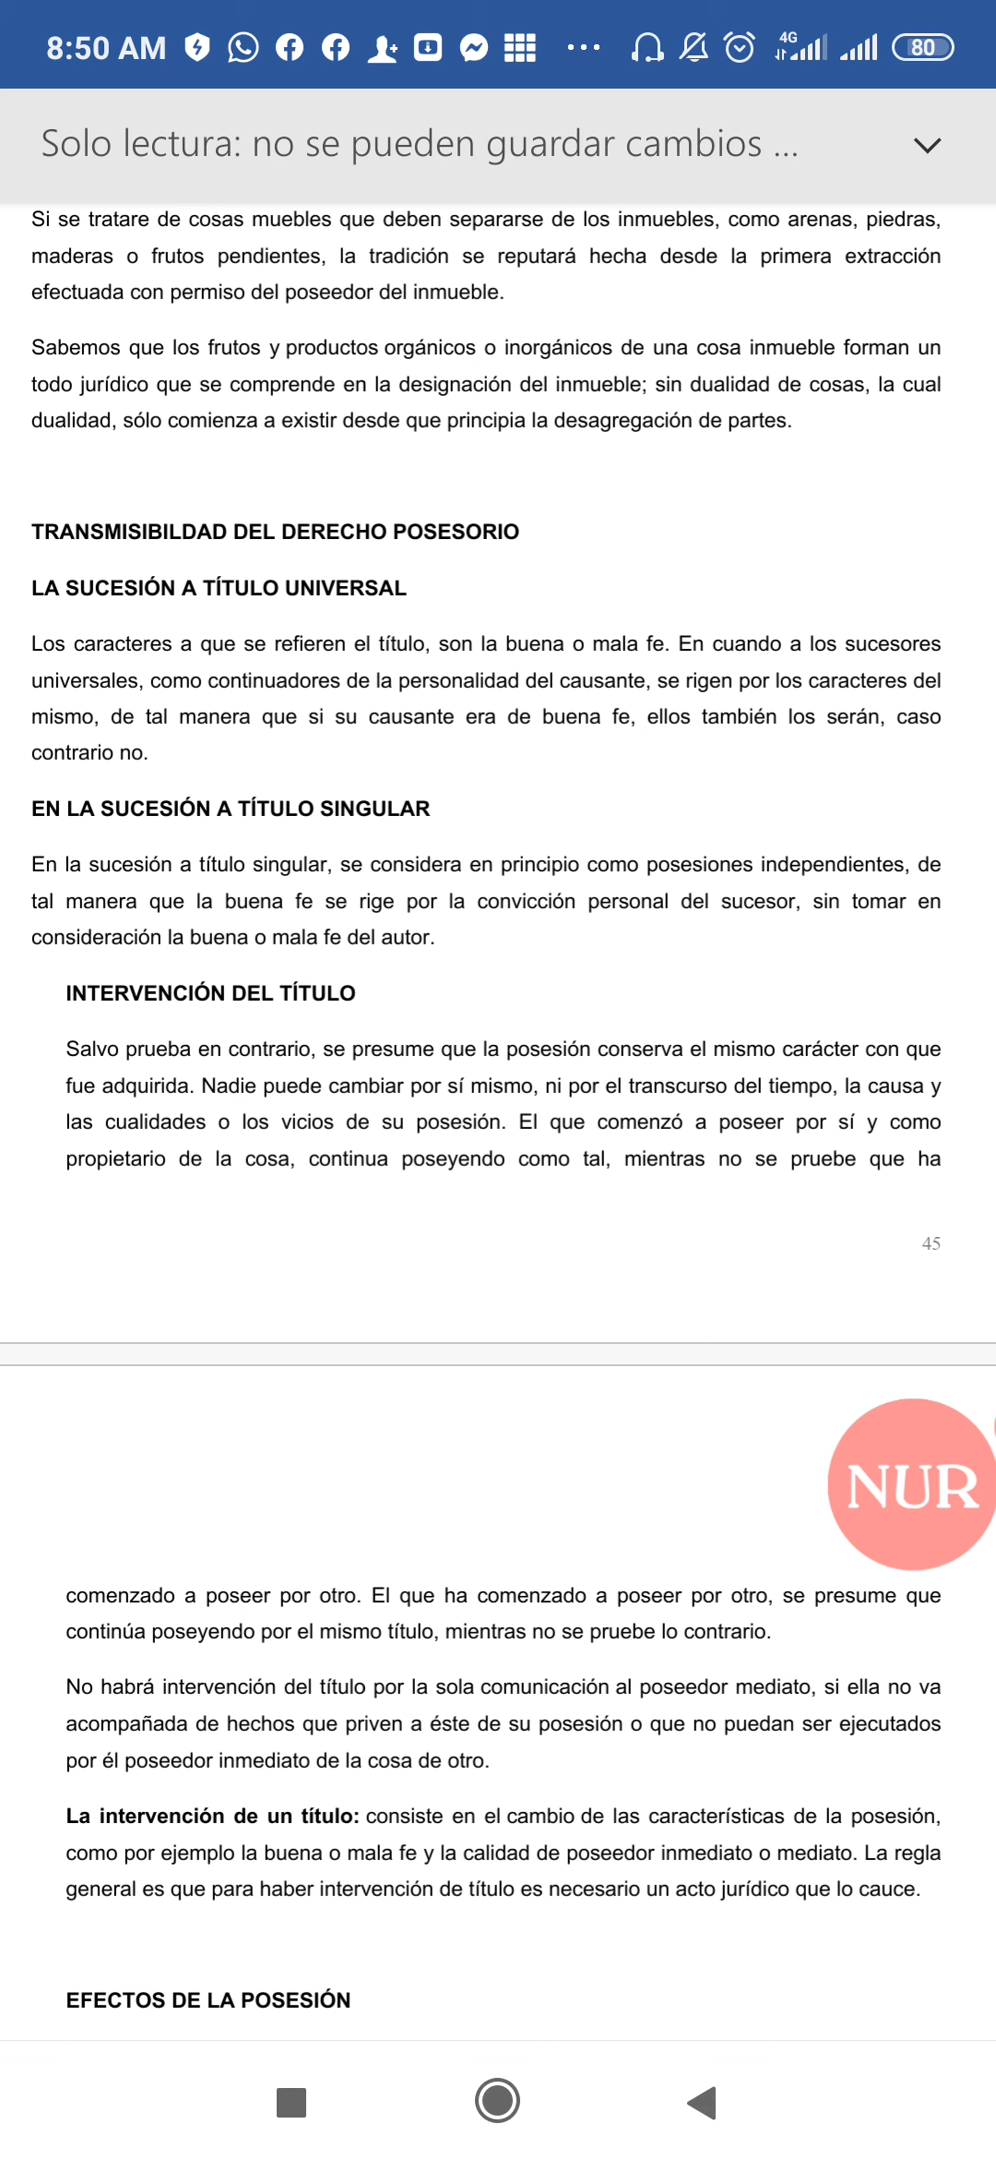 8:50 AM
4G
80
Solo lectura: no se pueden guardar cambios ...
Si se tratare de cosas muebles que deben separarse de los inmuebles, como arenas, piedras,
maderas o frutos pendientes, la tradición se reputará hecha desde la primera extracción
efectuada con permiso del poseedor del inmueble.
Sabemos que los frutos y productos orgánicos o inorgánicos de una cosa inmueble forman un
todo jurídico que se comprende en la designación del inmueble; sin dualidad de cosas, la cual
dualidad, sólo comienza a existir desde que principia la desagregación de partes.
TRANSMISIBILDAD DEL DERECHO POSESORIO
LA SUCESIÓN A TÍTULO UNIVERSAL
Los caracteres a que se refieren el título, son la buena o mala fe. En cuando a los sucesores
universales, como continuadores de la personalidad del causante, se rigen por los caracteres del
mismo, de tal manera que si su causante era de buena fe, ellos también los serán, caso
contrario no.
EN LA SUCESIÓN A TÍTULO SINGULAR
En la sucesión a título singular, se considera en principio como posesiones independientes, de
tal manera que la buena fe se rige por la convicción personal del sucesor, sin tomar en
consideración la buena o mala fe del autor.
INTERVENCIÓN DEL TÍTULO
Salvo prueba en contrario, se presume que la posesión conserva el mismo carácter con que
fue adquirida. Nadie puede cambiar por sí mismo, ni por el transcurso del tiempo, la causa y
las cualidades o los vicios de su posesión. El que comenzó a poseer por sí y como
propietario de la cosa, continua poseyendo como tal, mientras no se pruebe que ha
45
NUR
comenzado a poseer por otro. El que ha comenzado a poseer por otro, se presume que
continúa poseyendo por el mismo título, mientras no se pruebe lo contrario.
No habrá intervención del título por la sola comunicación al poseedor mediato, si ella no va
acompañada de hechos que priven a éste de su posesión o que no puedan ser ejecutados
por él poseedor inmediato de la cosa de otro.
La intervención de un título: consiste en el cambio de las características de la posesión,
como por ejemplo la buena o mala fe y la calidad de poseedor inmediato o mediato. La regla
general es que para haber intervención de título es necesario un acto jurídico que lo cauce.
EFECTOS DE LA POSESIÓN